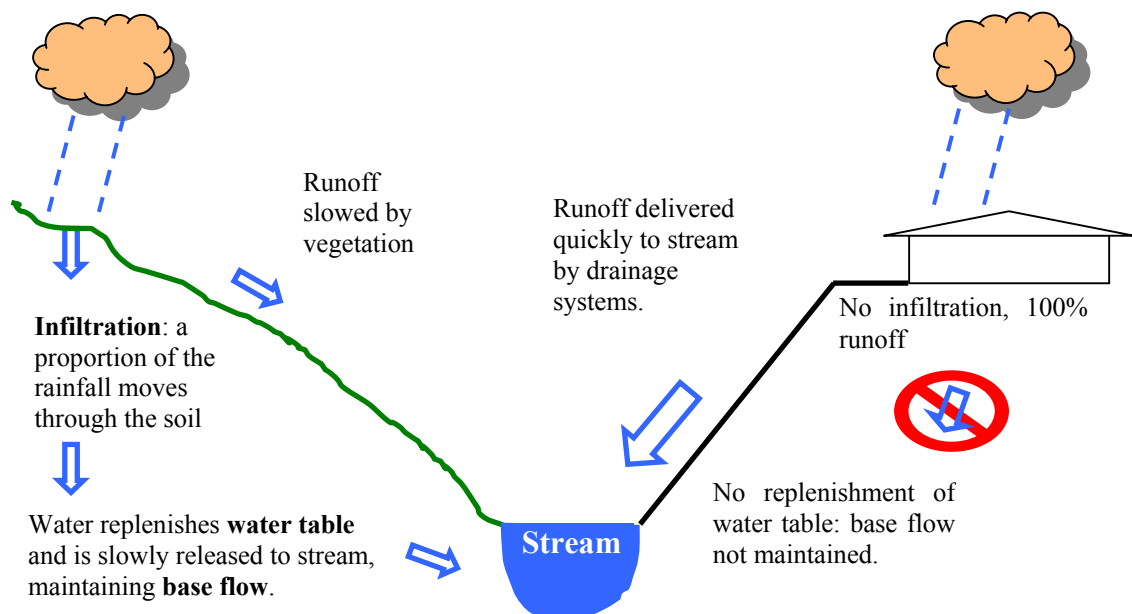 Runoff
slowed by
vegetation
Infiltration: a
proportion of the
rainfall moves
through the soil
Water replenishes water table
and is slowly released to stream,
maintaining base flow.
Stream
Runoff delivered
quickly to stream
by drainage
systems.
No infiltration, 100%
runoff
No replenishment of
water table: base flow
not maintained.